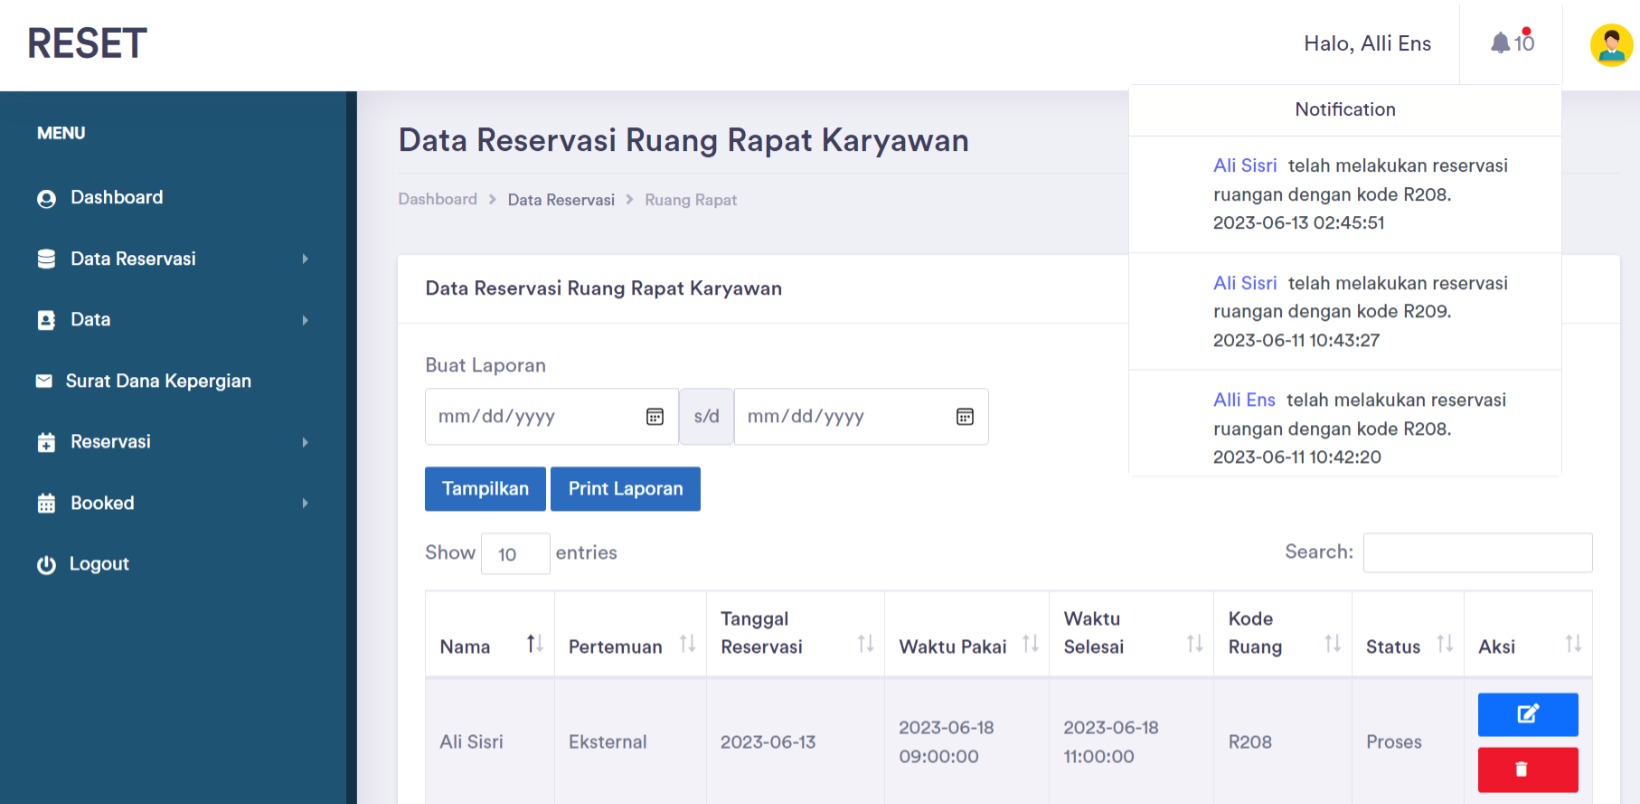 RESET
Halo, Alli Ens
10
MENU
Dashboard
Data Reservasi
Data
Surat Dana Kepergian
Reservasi
Booked
Logout
Data Reservasi Ruang Rapat Karyawan
Dashboard > Data Reservasi > Ruang Rapat
Notification
Ali Sisri telah melakukan reservasi
ruangan dengan kode R208.
2023-06-13 02:45:51
Ali Sisri telah melakukan reservasi
ruangan dengan kode R209.
2023-06-11 10:43:27
Alli Ens telah melakukan reservasi
ruangan dengan kode R208.
2023-06-11 10:42:20
Data Reservasi Ruang Rapat Karyawan
Buat Laporan
mm/dd/yyyy s/d mm/dd/yyyy
Tampilkan Print Laporan
Show 10 entries
Search:
Nama
Pertemuan
Tanggal
Reservasi
Waktu Pakai
Waktu
Selesai
Kode
Ruang
Status
Aksi
Ali Sisri
Eksternal
2023-06-13
2023-06-18
09:00:00
2023-06-18
11:00:00
R208
Proses